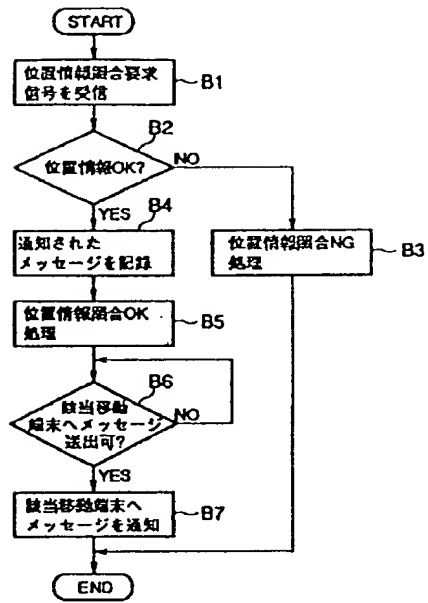 START
位置情報照合要求
信号を受信
B1
B2
位置情報OK?
NO
YES
B4
通知された
メッセージを記録
位置情報照合NG
処理
B3
位置情報照合OK
処理
B5
B6
該当移動
端末へメッセージ
送出可?
NO
YES
該当移動端末へ
メッセージを通知
B7
END